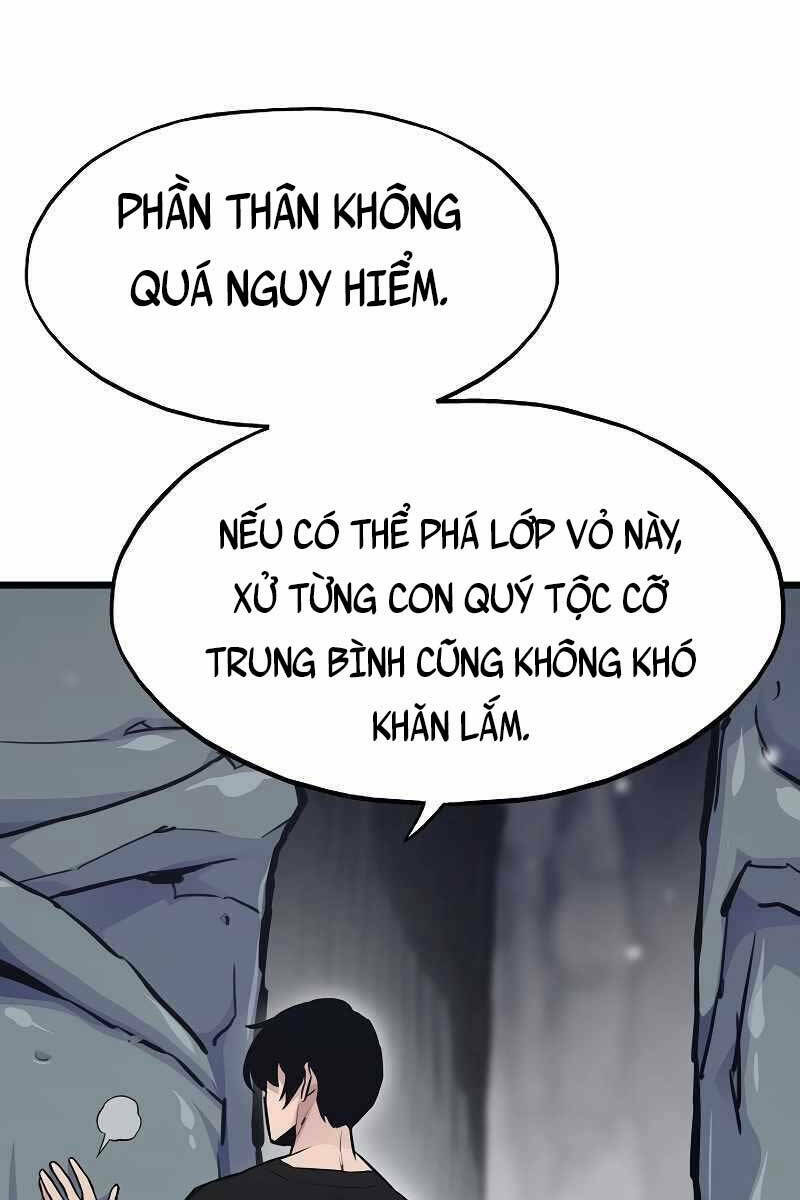 PHẦN THÂN KHÔNG
QUÁ NGUY HIỂM.
NẾU CÓ THỂ PHÁ LỚP VỎ NÀY,
XỬ TỪNG CON QUÝ TỘC CỠ
TRUNG BÌNH CŨNG KHÔNG KHÓ
KHĂN LẮM.